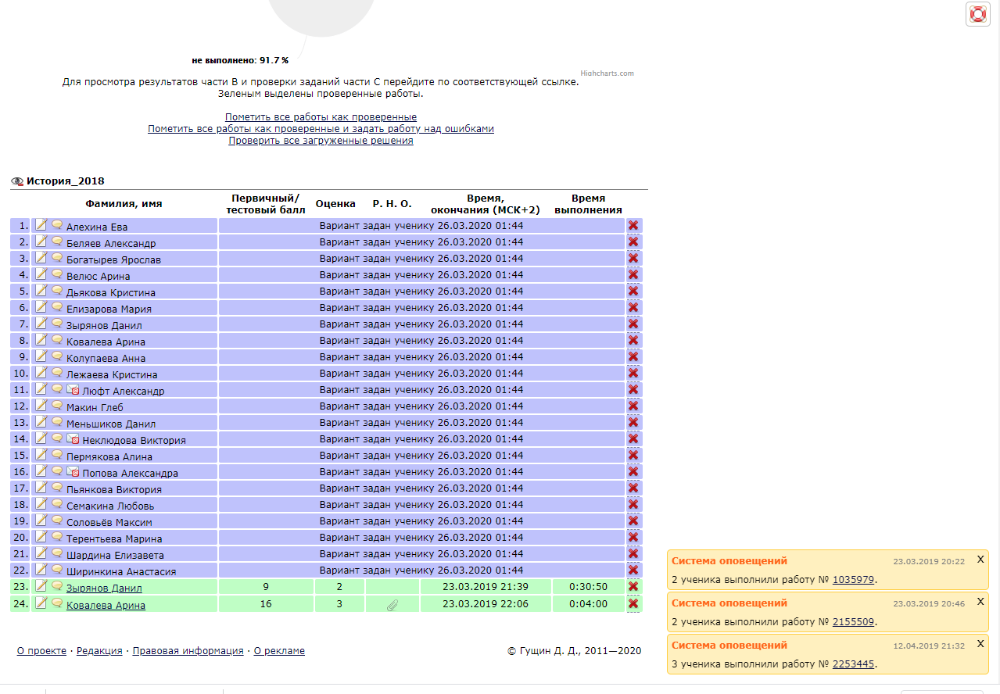 не выполнено: 91.7 %
Highcharts.com
Для просмотра результатов части B и проверки заданий части C перейдите по соответствующей ссылке.
Зеленым выделены проверенные работы.
Пометить все работы как проверенные
Пометить все работы как проверенные и задать работу над ошибками
Проверить все загруженные решения
История_2018
Фамилия, имя Первичный/тестовый балл Оценка Р. Н. О. Время, окончания (МСК+2) Время выполнения
1. Алехина Ева Вариант задан ученику 26.03.2020 01:44
2. Беляев Александр Вариант задан ученику 26.03.2020 01:44
3. Богатырев Ярослав Вариант задан ученику 26.03.2020 01:44
4. Велюс Арина Вариант задан ученику 26.03.2020 01:44
5. Дьякова Кристина Вариант задан ученику 26.03.2020 01:44
6. Елизарова Мария Вариант задан ученику 26.03.2020 01:44
7. Зырянов Данил Вариант задан ученику 26.03.2020 01:44
8. Ковалева Арина Вариант задан ученику 26.03.2020 01:44
9. Колупаева Анна Вариант задан ученику 26.03.2020 01:44
10. Лежаева Кристина Вариант задан ученику 26.03.2020 01:44
11. Люфт Александр Вариант задан ученику 26.03.2020 01:44
12. Макин Глеб Вариант задан ученику 26.03.2020 01:44
13. Меньшиков Данил Вариант задан ученику 26.03.2020 01:44
14. Неклюдова Виктория Вариант задан ученику 26.03.2020 01:44
15. Пермякова Алина Вариант задан ученику 26.03.2020 01:44
16. Попова Александра Вариант задан ученику 26.03.2020 01:44
17. Пьянкова Виктория Вариант задан ученику 26.03.2020 01:44
18. Семакина Любовь Вариант задан ученику 26.03.2020 01:44
19. Соловьёв Максим Вариант задан ученику 26.03.2020 01:44
20. Терентьева Марина Вариант задан ученику 26.03.2020 01:44
21. Шардина Елизавета Вариант задан ученику 26.03.2020 01:44
22. Ширинкина Анастасия Вариант задан ученику 26.03.2020 01:44
23. Зырянов Данил 9 2 23.03.2019 21:39 0:30:50
24. Ковалева Арина 16 3 23.03.2019 22:06 0:04:00
О проекте · Редакция · Правовая информация · О рекламе
© Гущин Д. Д., 2011—2020
Система оповещений 23.03.2019 20:22 X
2 ученика выполнили работу № 1035979.
Система оповещений 23.03.2019 20:46 X
2 ученика выполнили работу № 2155509.
Система оповещений 12.04.2019 21:32 X
3 ученика выполнили работу № 2253445.